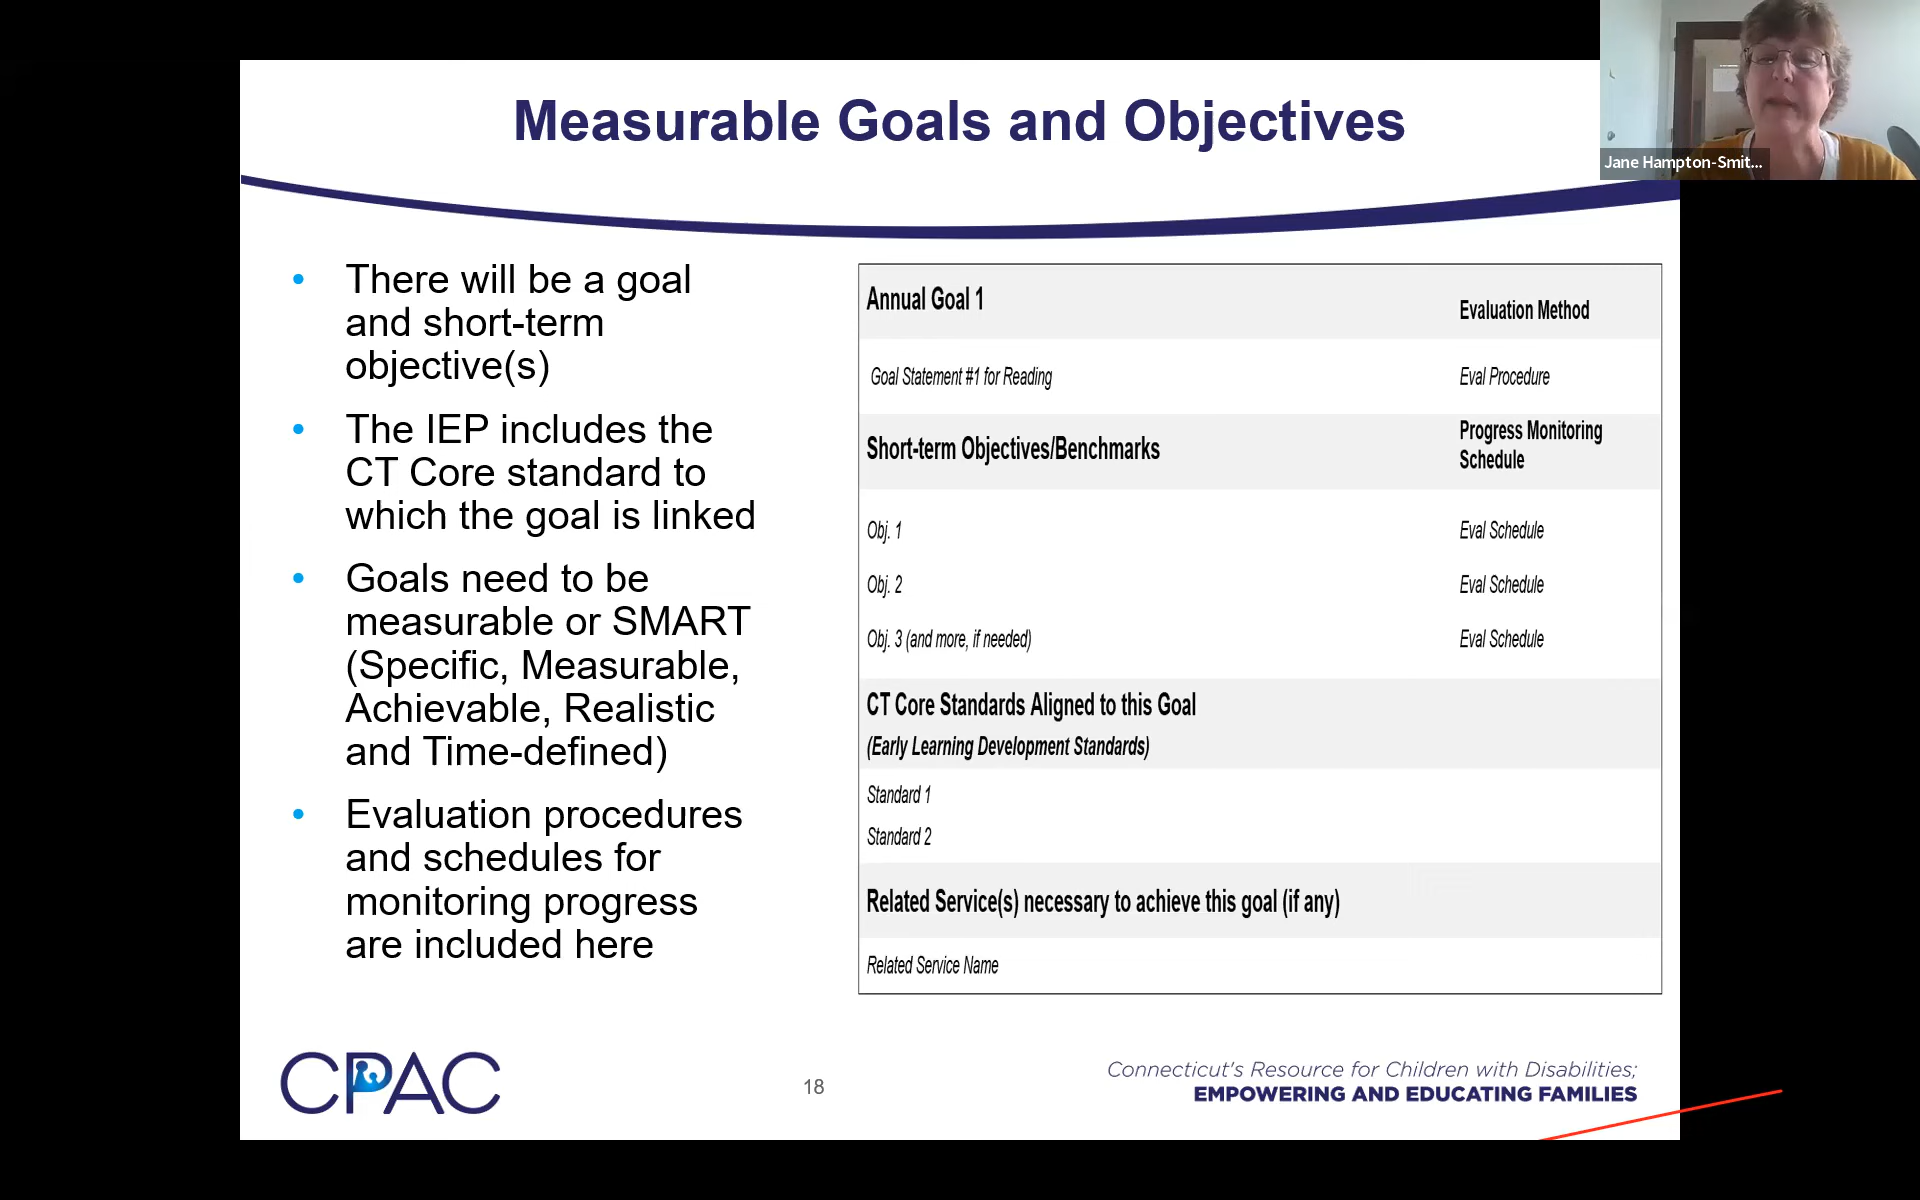 Measurable Goals and Objectives
Jane Hampton-Smit...
• There will be a goal
and short-term
objective(s)
• The IEP includes the
CT Core standard to
which the goal is linked
• Goals need to be
measurable or SMART
(Specific, Measurable,
Achievable, Realistic
and Time-defined)
• Evaluation procedures
and schedules for
monitoring progress
are included here
Annual Goal 1
Evaluation Method
Goal Statement #1 for Reading
Eval Procedure
Short-term Objectives/Benchmarks
Progress Monitoring
Schedule
Obj. 1
Eval Schedule
Obj. 2
Eval Schedule
Obj. 3 (and more, if needed)
Eval Schedule
CT Core Standards Aligned to this Goal
(Early Learning Development Standards)
Standard 1
Standard 2
Related Service(s) necessary to achieve this goal (if any)
Related Service Name
CPAC
18
Connecticut's Resource for Children with Disabilities;
EMPOWERING AND EDUCATING FAMILIES